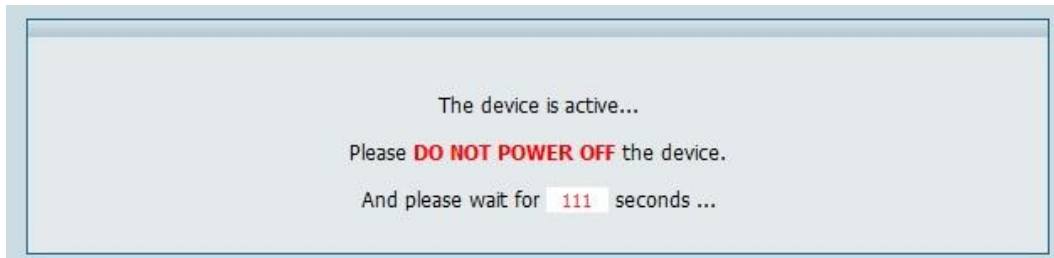 The device is active...
Please DO NOT POWER OFF the device.
And please wait for 111 seconds ...